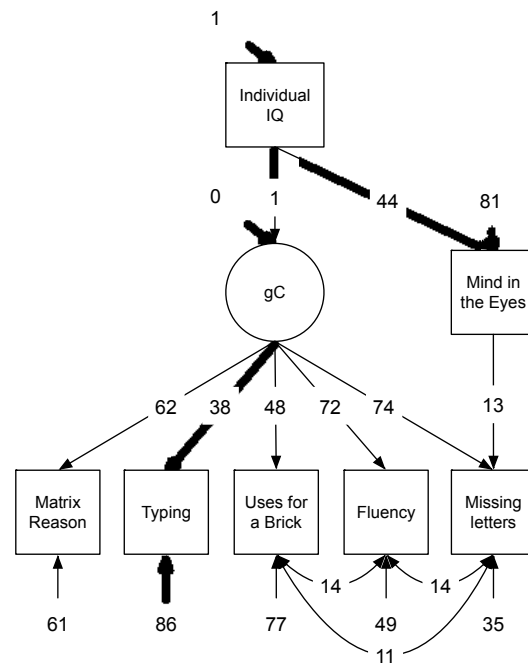 1
Individual
IQ
0
1
44
81
gC
Mind in
the Eyes
62
38
48
72
74
13
Matrix
Reason
Typing
Uses for
a Brick
Fluency
Missing
letters
14
14
61
86
77
49
35
11